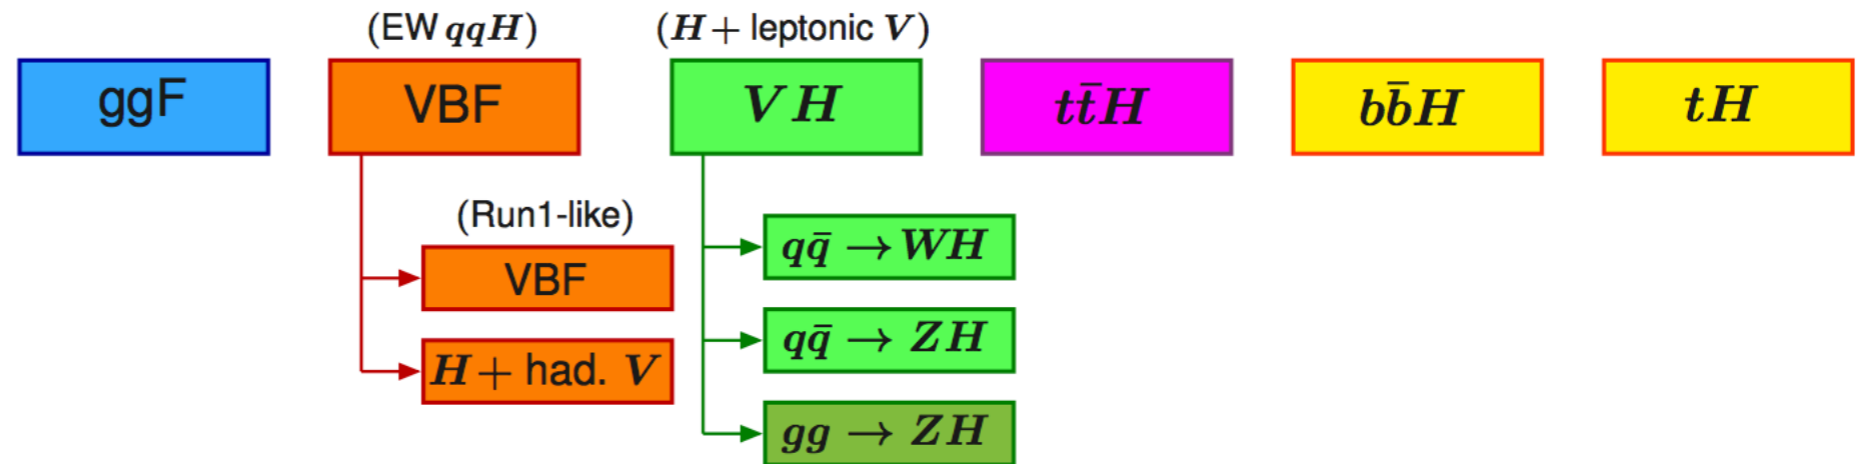 (EW qqH)
(H + leptonic V)
ggF
VBF
VH
tt̄H
bb̄H
tH
(Run1-like)
VBF
H + had. V
qq̄ → WH
qq̄ → ZH
gg → ZH